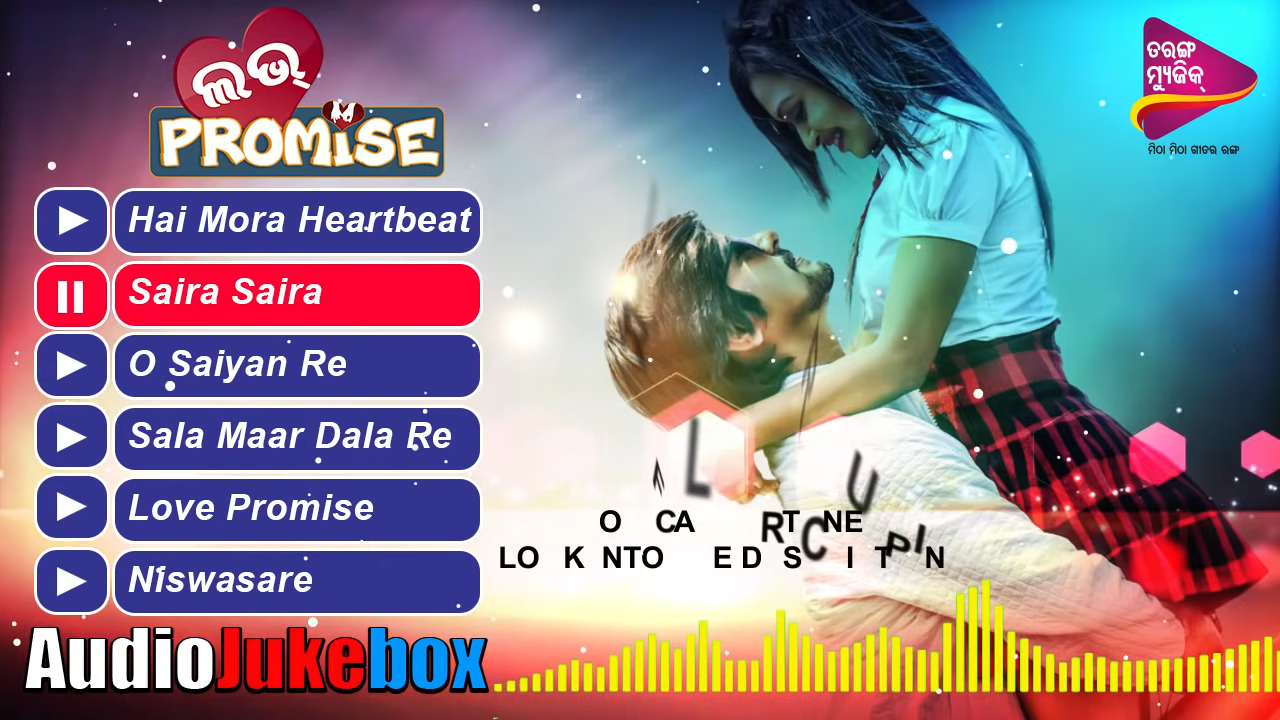 ଲଭ୍
PROMISE
ତରଙ୍ଗ
ମ୍ୟୁଜିକ୍
ମିଠା ମିଠା ଗୀତର ରଙ୍ଗ
Hai Mora Heartbeat
Saira Saira
O Saiyan Re
Sala Maar Dala Re
Love Promise
Niswasare
AudioJukebox